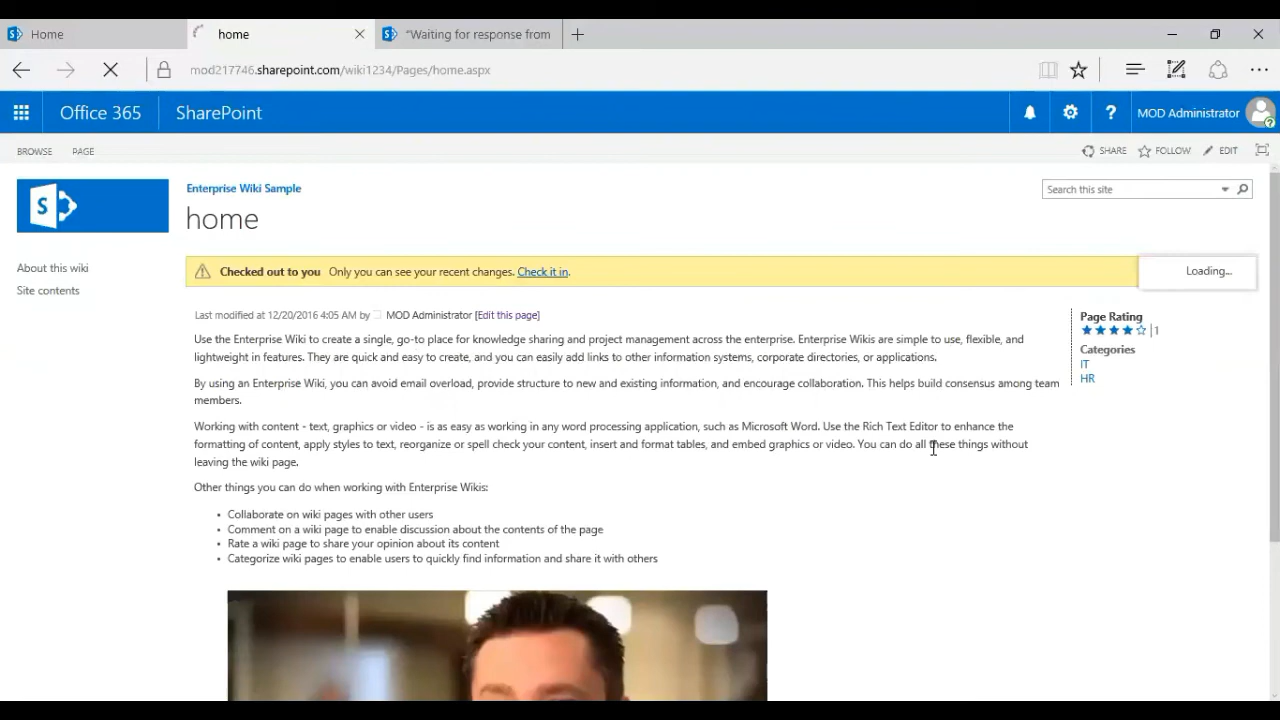 Home
home
"Waiting for response from
mod217746.sharepoint.com/wiki1234/Pages/home.aspx
Office 365
SharePoint
MOD Administrator
BROWSE
PAGE
SHARE
FOLLOW
EDIT
Enterprise Wiki Sample
Search this site
home
About this wiki
Site contents
Checked out to you Only you can see your recent changes. Check it in.
Loading...
Last modified at 12/20/2016 4:05 AM by MOD Administrator [Edit this page]
Use the Enterprise Wiki to create a single, go-to place for knowledge sharing and project management across the enterprise. Enterprise Wikis are simple to use, flexible, and
lightweight in features. They are quick and easy to create, and you can easily add links to other information systems, corporate directories, or applications.
By using an Enterprise Wiki, you can avoid email overload, provide structure to new and existing information, and encourage collaboration. This helps build consensus among team
members.
Working with content - text, graphics or video - is as easy as working in any word processing application, such as Microsoft Word. Use the Rich Text Editor to enhance the
formatting of content, apply styles to text, reorganize or spell check your content, insert and format tables, and embed graphics or video. You can do all these things without
leaving the wiki page.
Other things you can do when working with Enterprise Wikis:
• Collaborate on wiki pages with other users
• Comment on a wiki page to enable discussion about the contents of the page
• Rate a wiki page to share your opinion about its content
• Categorize wiki pages to enable users to quickly find information and share it with others
Page Rating
1
Categories
IT
HR